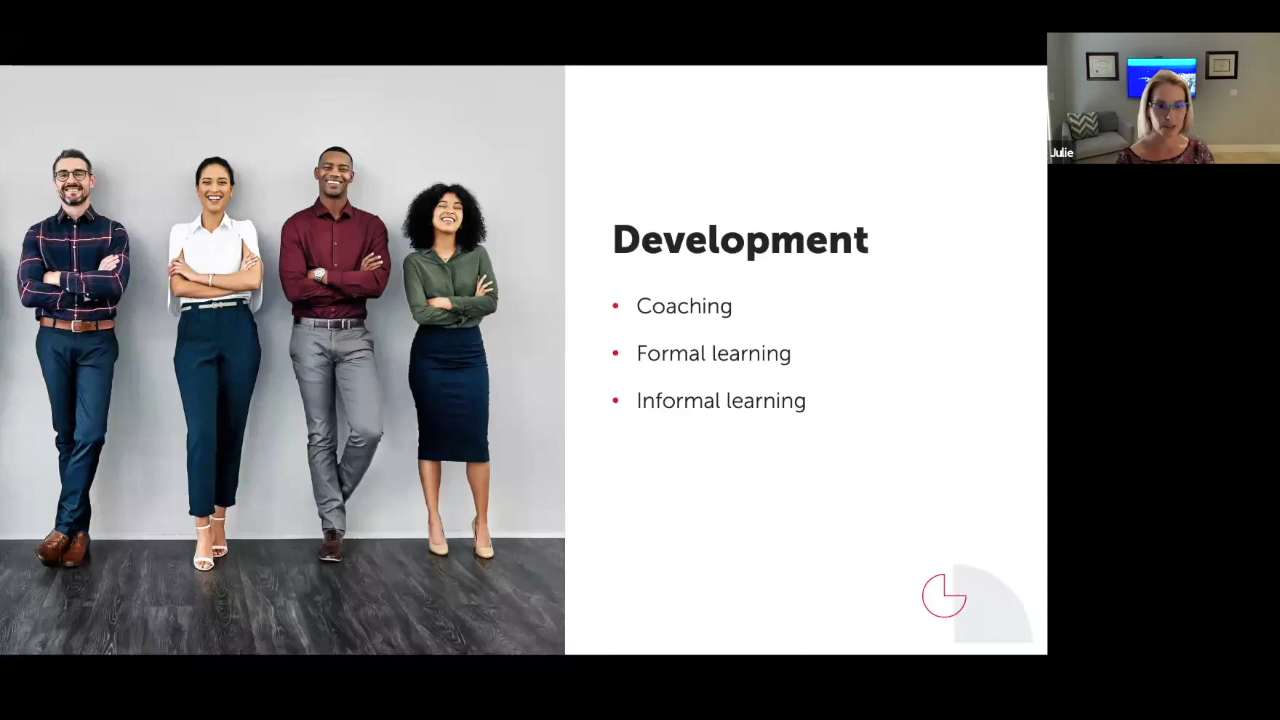 Julie
Development
• Coaching
• Formal learning
• Informal learning